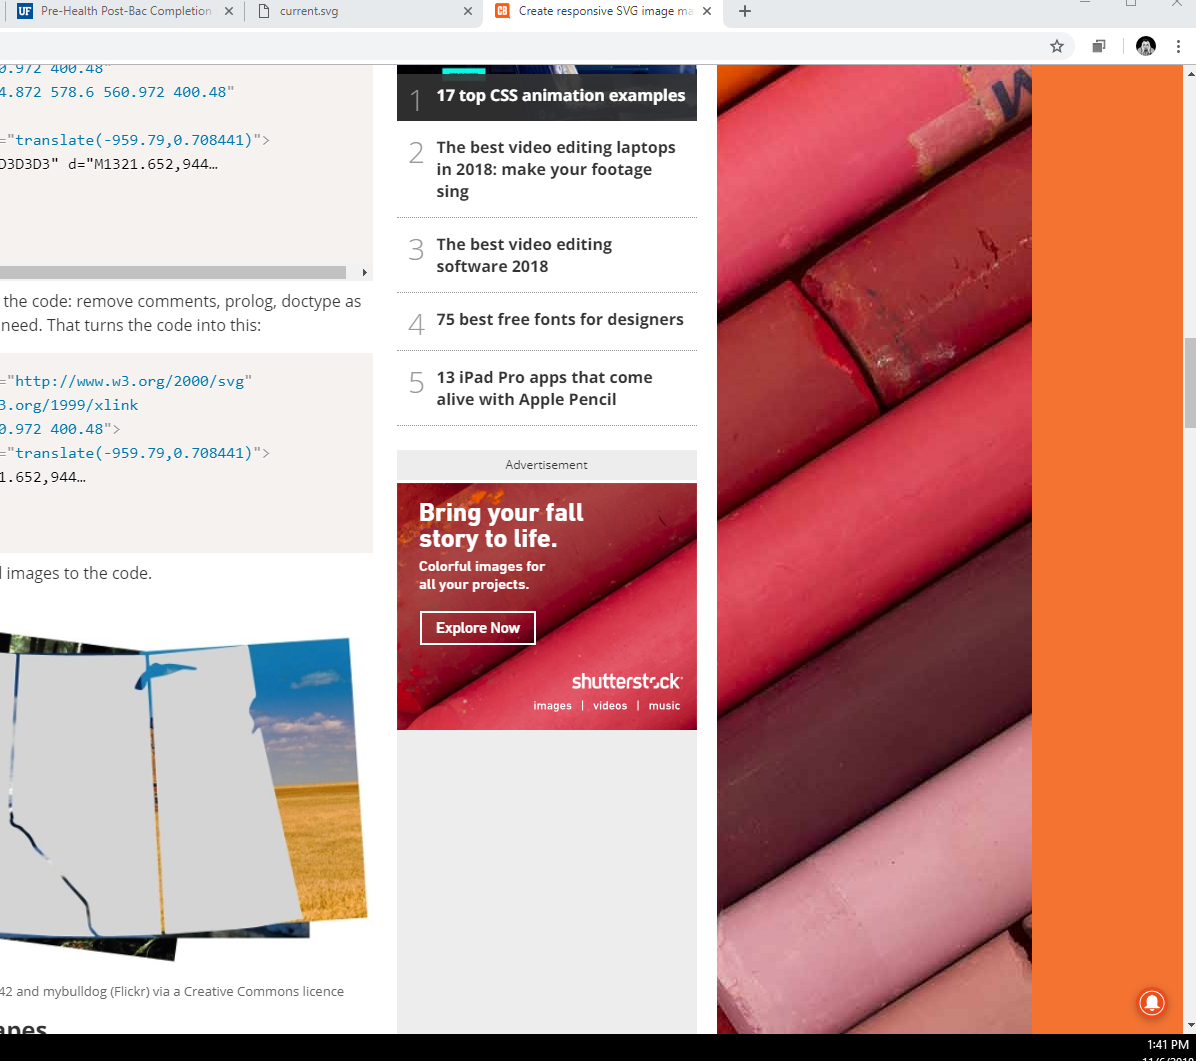 UF Pre-Health Post-Bac Completion
current.svg
CB Create responsive SVG image ma
0.972 400.48"
4.872 578.6 560.972 400.48"
="translate(-959.79,0.708441)">
D3D3D3" d="M1321.652,944…
the code: remove comments, prolog, doctype as
need. That turns the code into this:
="http://www.w3.org/2000/svg"
3.org/1999/xlink
0.972 400.48">
="translate(-959.79,0.708441)">
1.652,944…
images to the code.
42 and mybulldog (Flickr) via a Creative Commons licence
apes
1 17 top CSS animation examples
2 The best video editing laptops
in 2018: make your footage
sing
3 The best video editing
software 2018
4 75 best free fonts for designers
5 13 iPad Pro apps that come
alive with Apple Pencil
Advertisement
Bring your fall
story to life.
Colorful images for
all your projects.
Explore Now
shutterstock
images | videos | music
1:41 PM